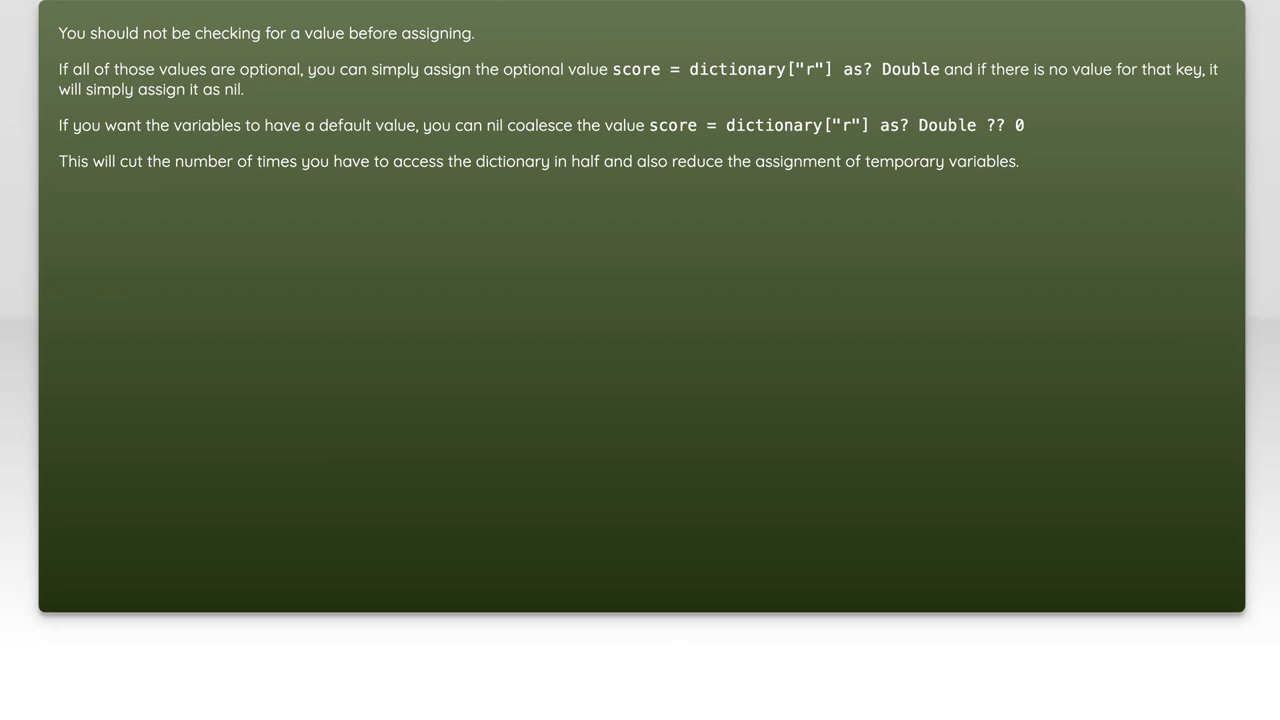 You should not be checking for a value before assigning.
If all of those values are optional, you can simply assign the optional value score = dictionary["r"] as? Double and if there is no value for that key, it
will simply assign it as nil.
If you want the variables to have a default value, you can nil coalesce the value score = dictionary["r"] as? Double ?? 0
This will cut the number of times you have to access the dictionary in half and also reduce the assignment of temporary variables.